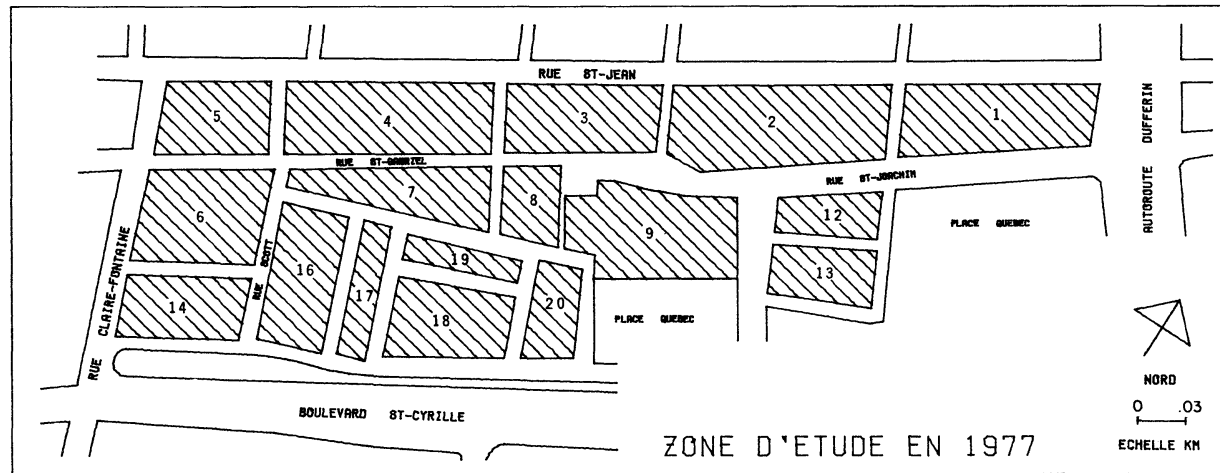 RUE ST-JEAN
5
4
3
2
1
RUE ST-GABRIEL
RUE ST-JOACHIM
AUTOROUTE DUFFERIN
6
7
8
9
12
PLACE QUEBEC
RUE CLAIRE-FONTAINE
RUE SCOTT
16
17
19
13
14
18
20
PLACE QUEBEC
BOULEVARD ST-CYRILLE
NORD
0 .03
ECHELLE KM
ZONE D'ETUDE EN 1977